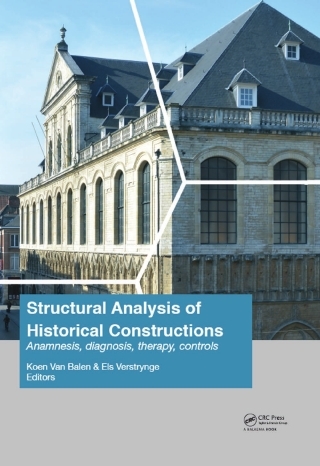 Structural Analysis of
Historical Constructions
Anamnesis, diagnosis, therapy, controls
Koen Van Balen & Els Verstrynge
Editors
CRC Press
Taylor & Francis Group
A BALKEMA BOOK